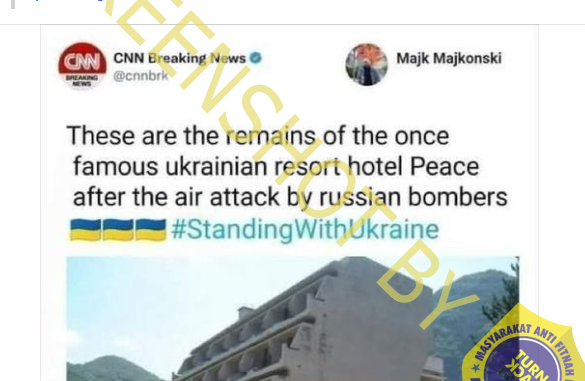 CNN Breaking News
@cnnbrk
Majk Majkonski
CNN
BREAKING
NEWS
These are the remains of the once
famous ukrainian resort hotel Peace
after the air attack by russian bombers
#StandingWithUkraine
REENSHOT BY
MASYARAKAT ANTI FITNAH
TURN